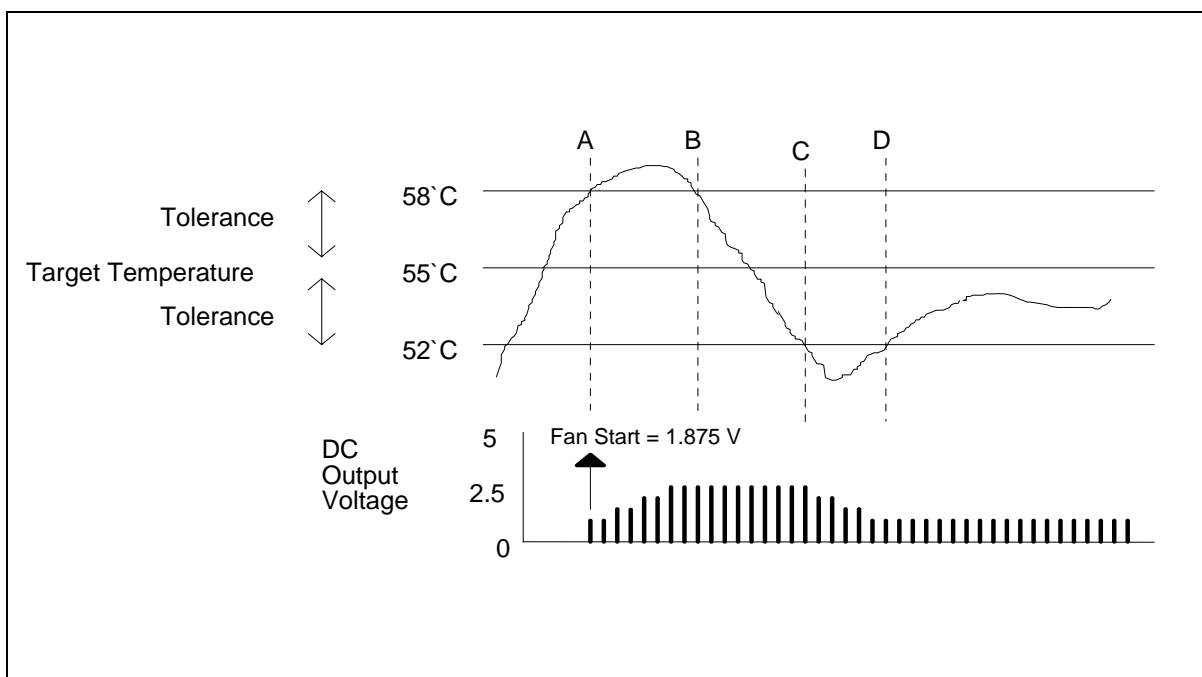 A
B
C
D
58`C
Tolerance
Target Temperature
55`C
Tolerance
52`C
DC
Output
Voltage
5
Fan Start = 1.875 V
2.5
0